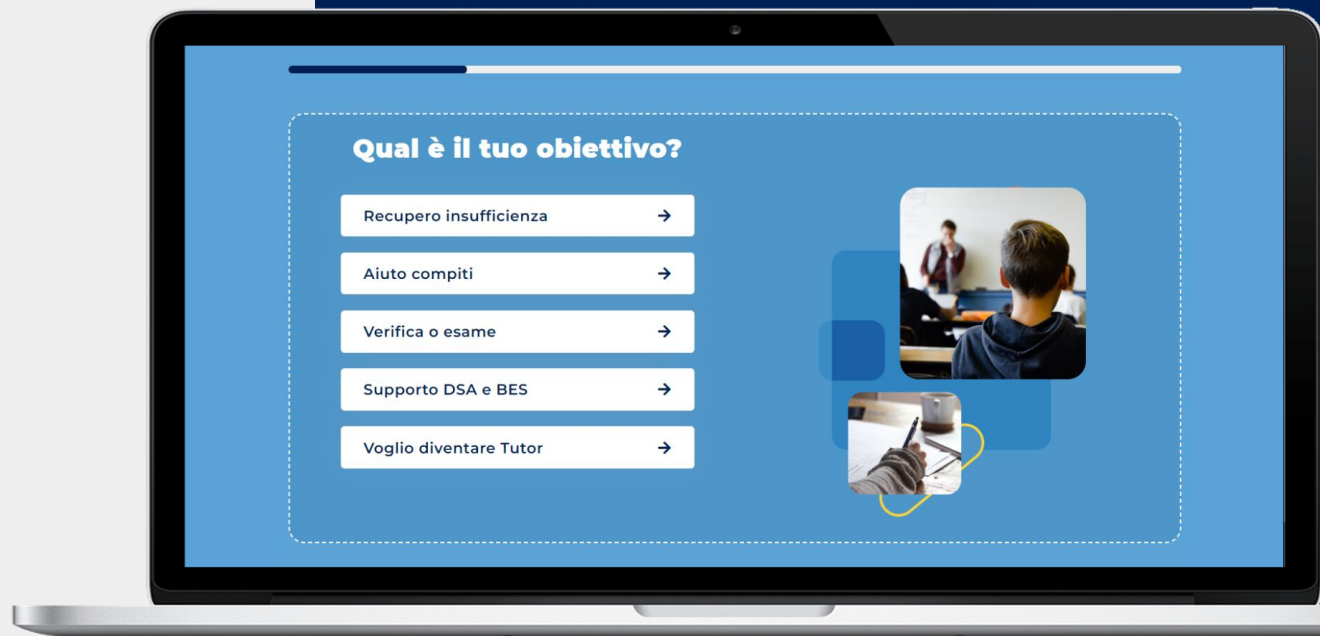 Qual è il tuo obiettivo?
Recupero insufficienza
Aiuto compiti
Verifica o esame
Supporto DSA e BES
Voglio diventare Tutor